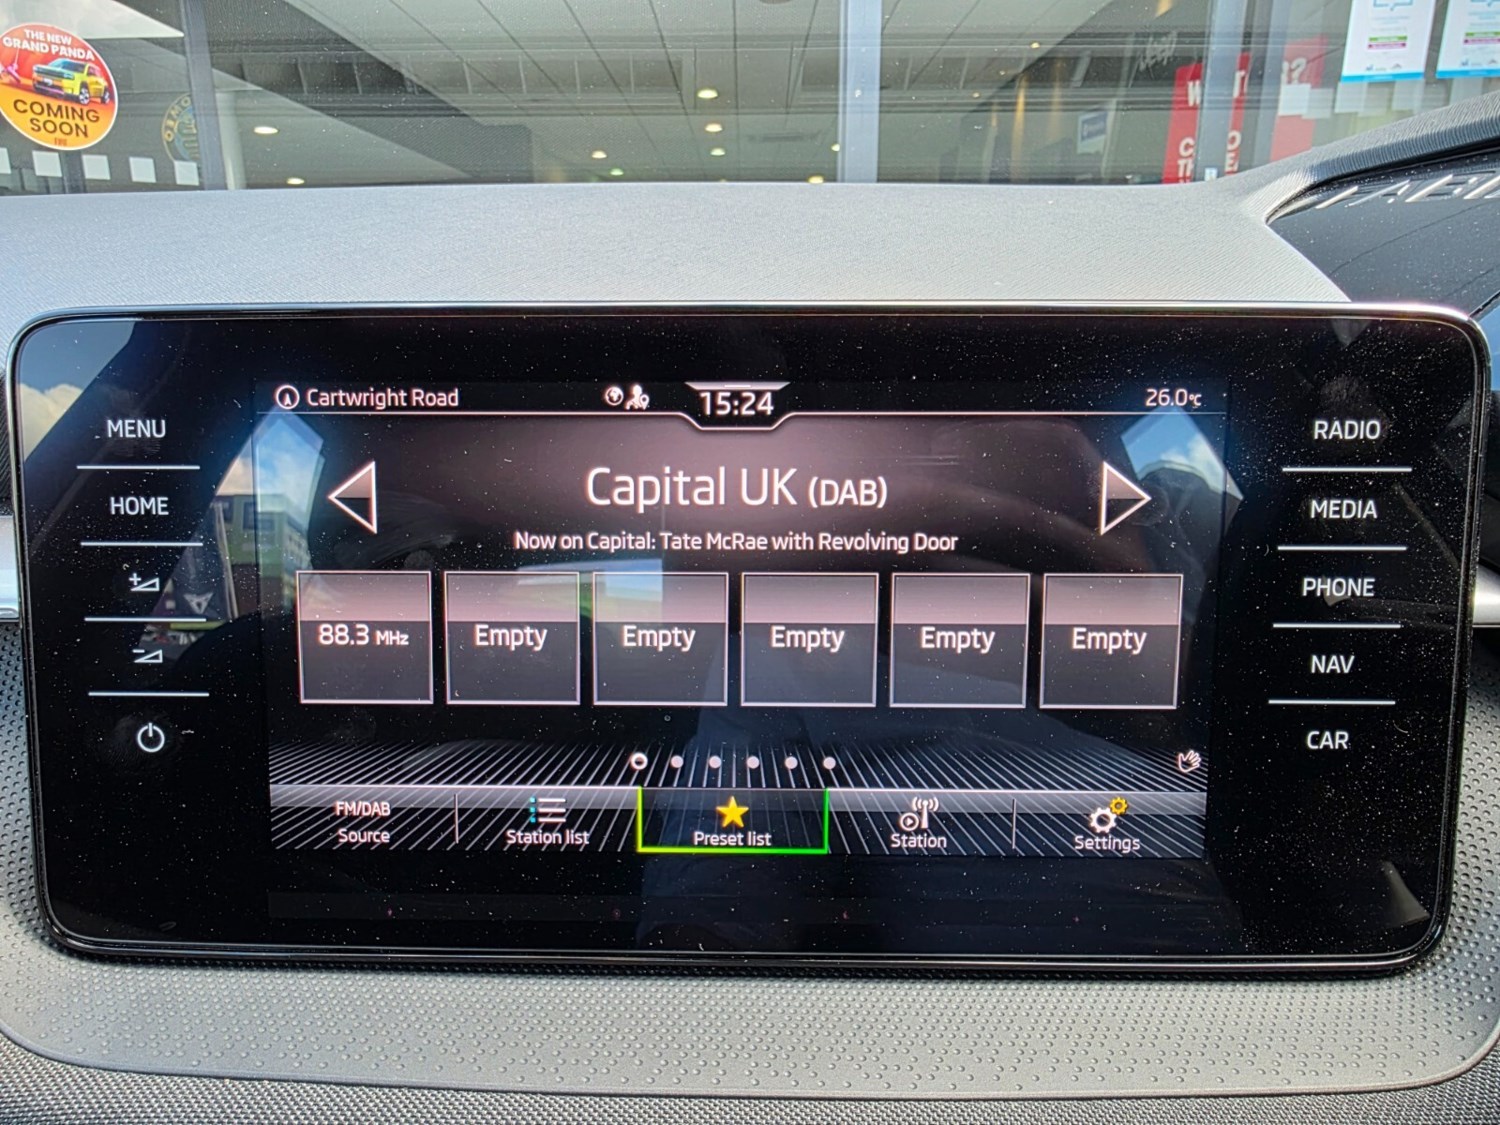 THE NEW
GRAND PANDA
COMING
SOON
Cartwright Road
15:24
26.0°C
MENU
HOME
RADIO
MEDIA
PHONE
NAV
CAR
Capital UK (DAB)
Now on Capital: Tate McRae with Revolving Door
88.3 MHz
Empty
Empty
Empty
Empty
Empty
FM/DAB
Source
Station list
Preset list
Station
Settings